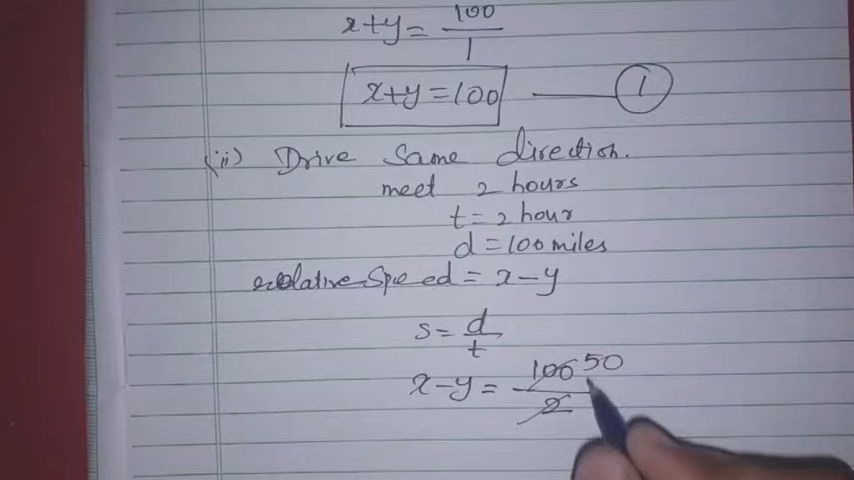 x+y = 100/1
x+y=100 ——— 1
(ii) Drive same direction.
meet 2 hours
t = 2 hour
d = 100 miles
relative speed = x-y
s = d/t
x-y = 100/2 50